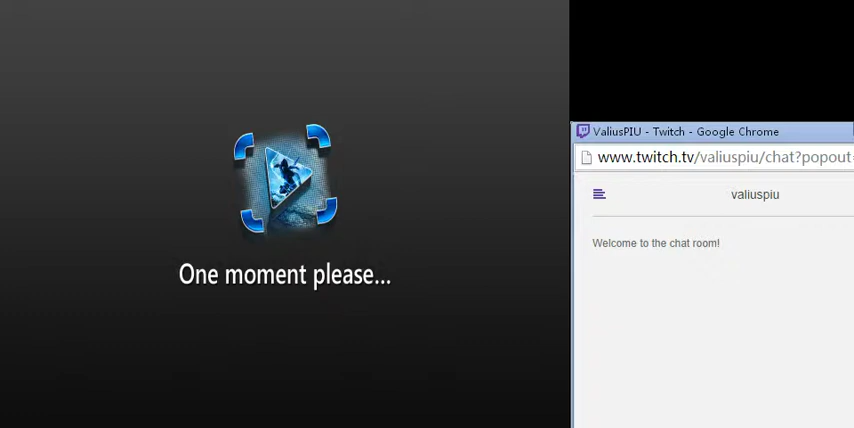 One moment please...
ValiusPIU - Twitch - Google Chrome
www.twitch.tv/valiuspiu/chat?popout=
valiuspiu
Welcome to the chat room!